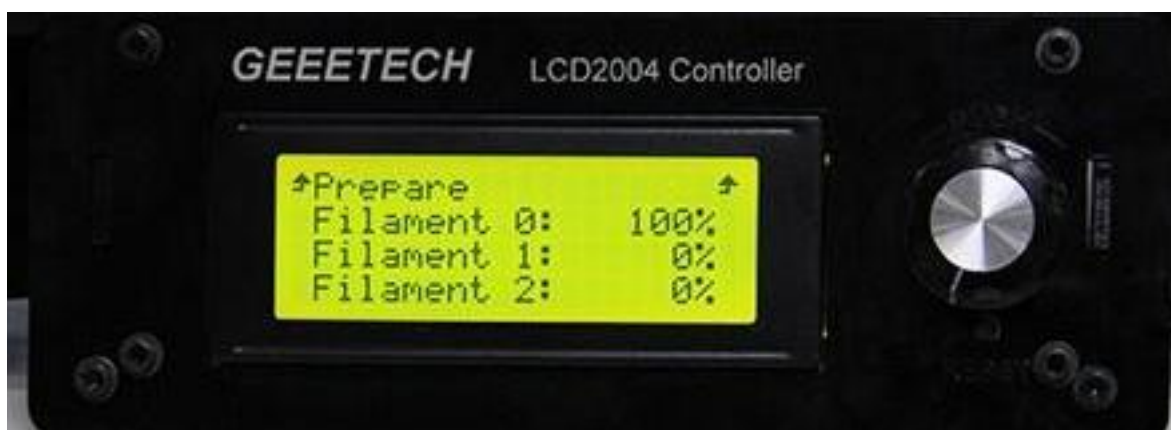 GEEETECH LCD2004 Controller
Prepare
Filament 0: 100%
Filament 1: 0%
Filament 2: 0%